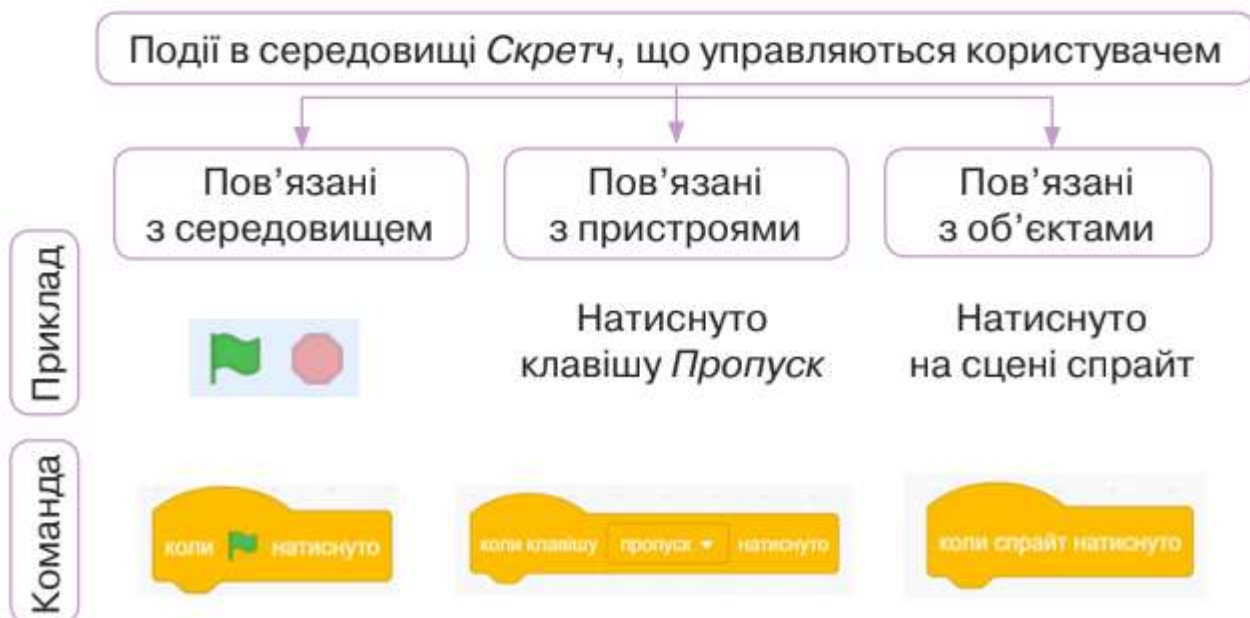 Події в середовищі Скретч, що управляються користувачем
Пов’язані
з середовищем
Пов’язані
з пристроями
Пов’язані
з об’єктами
Приклад
Натиснуто
клавішу Пропуск
Натиснуто
на сцені спрайт
Команда
коли натиснуто
коли клавішу пропуск натиснуто
коли спрайт натиснуто